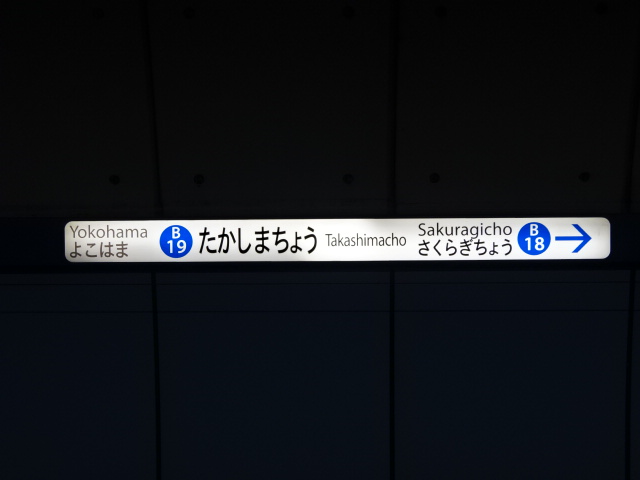 Yokohama
よこはま
B
19
たかしまちょう
Takashimacho
Sakuragicho
さくらぎちょう
B
18